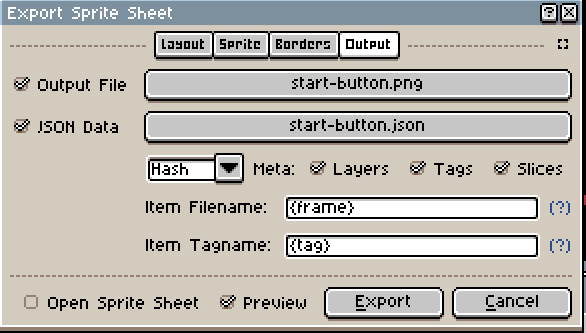 Export Sprite Sheet
Layout Sprite Borders Output
Output File start-button.png
JSON Data start-button.json
Hash Meta: Layers Tags Slices
Item Filename: {frame} (?)
Item Tagname: {tag} (?)
Open Sprite Sheet Preview Export Cancel